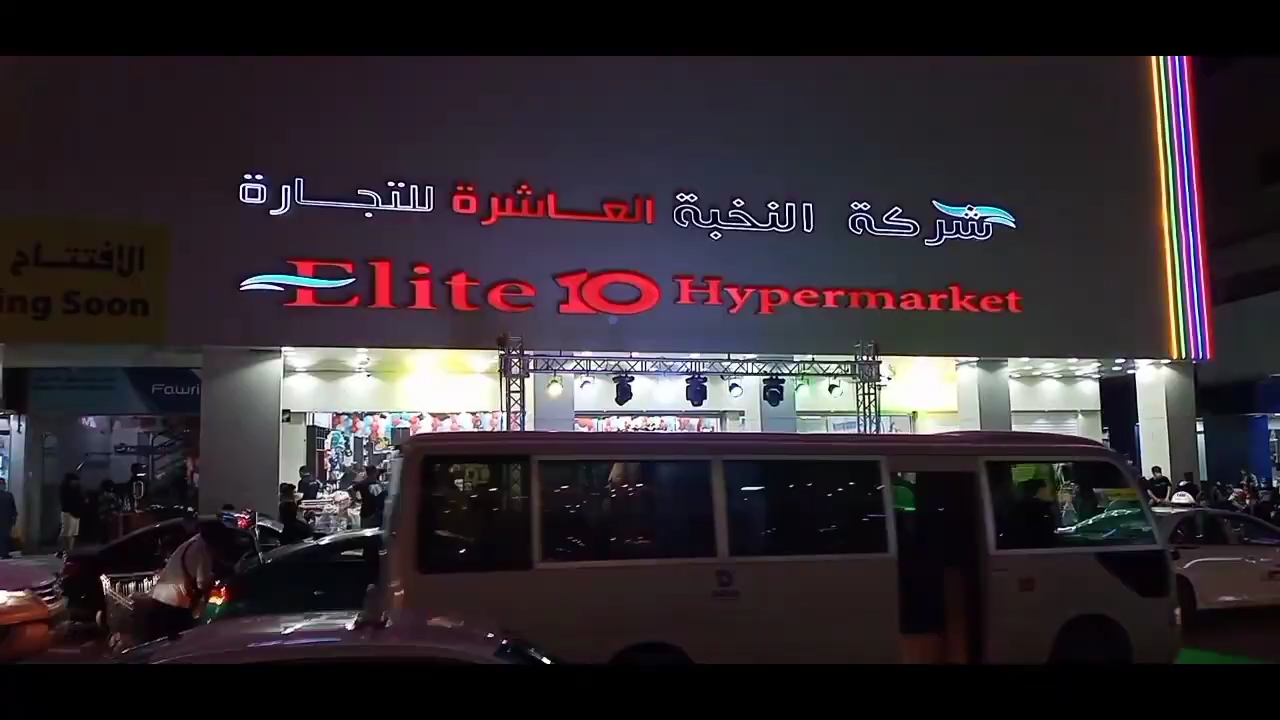 شركة النخبة العاشرة للتجارة
Elite 10 Hypermarket
الافتتاح
ing Soon
Fawri